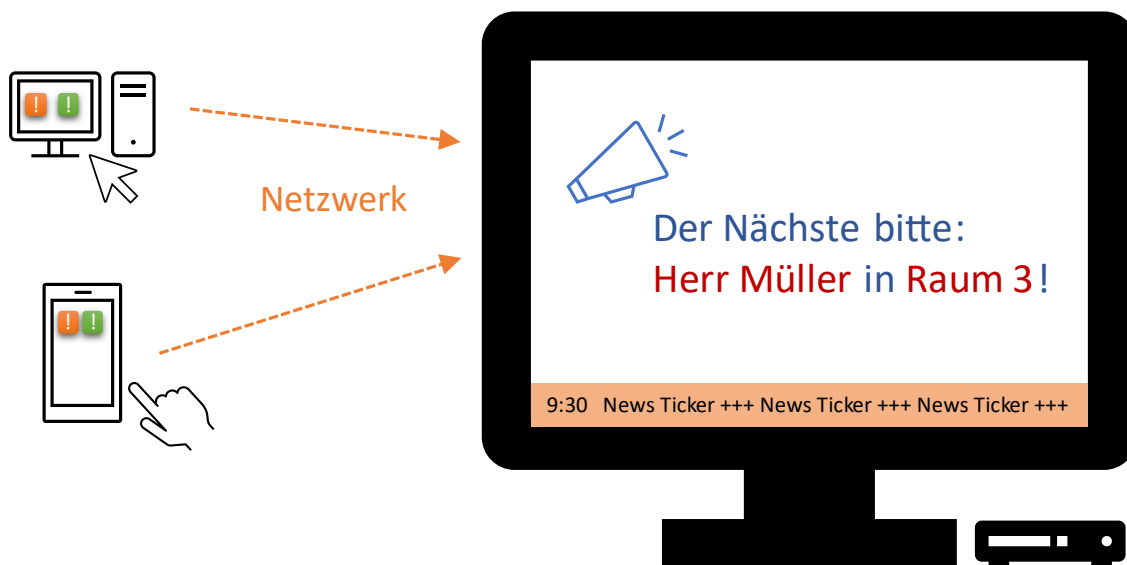 ! !
Netzwerk
! !
Der Nächste bitte:
Herr Müller in Raum 3!
9:30 News Ticker +++ News Ticker +++ News Ticker +++